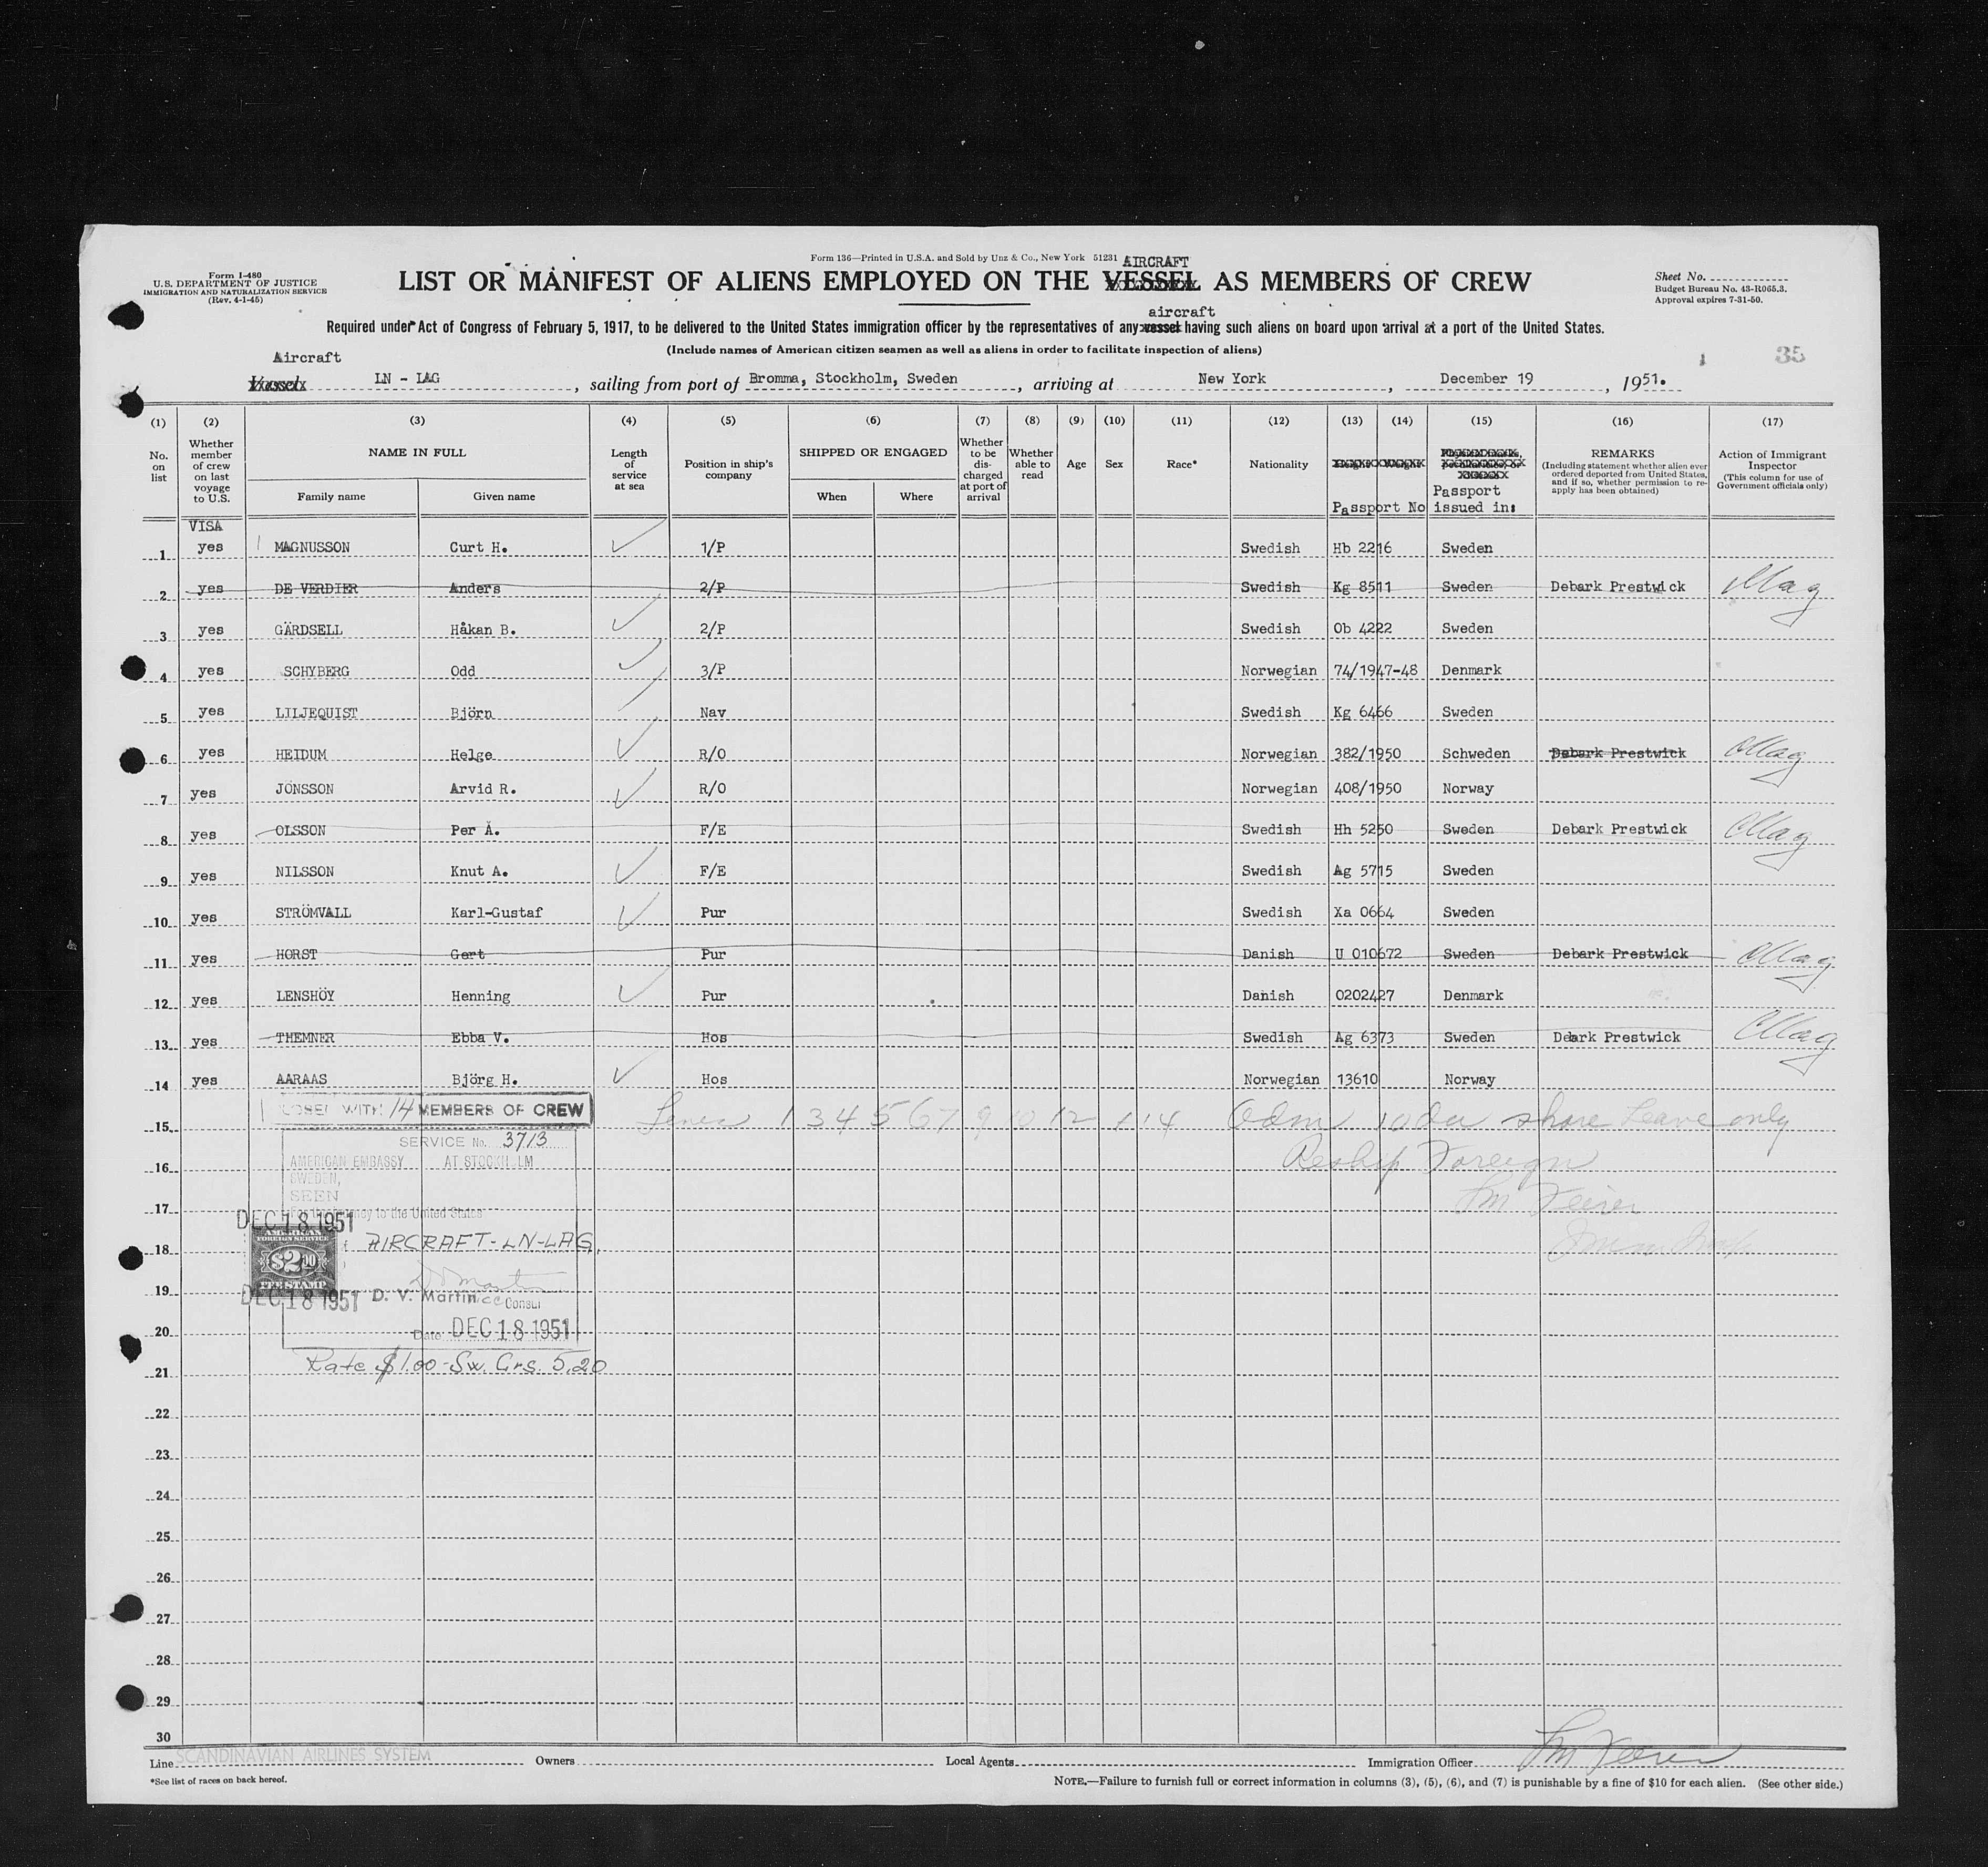 Form 136—Printed in U.S.A. and Sold by Unz & Co., New York 51231
AIRCRAFT
Form I-480
U.S. DEPARTMENT OF JUSTICE
IMMIGRATION AND NATURALIZATION SERVICE
(Rev. 4-1-45)
LIST OR MANIFEST OF ALIENS EMPLOYED ON THE VESSEL AS MEMBERS OF CREW
Sheet No.
Budget Bureau No. 43-R065.3.
Approval expires 7-31-50.
aircraft
Required under Act of Congress of February 5, 1917, to be delivered to the United States immigration officer by the representatives of any vessel having such aliens on board upon arrival at a port of the United States.
(Include names of American citizen seamen as well as aliens in order to facilitate inspection of aliens)
35
Aircraft
Vessel LN - LAG, sailing from port of Bromma, Stockholm, Sweden, arriving at New York, December 19, 1951.
(1) (2) (3) (4) (5) (6) (7) (8) (9) (10) (11) (12) (13) (14) (15) (16) (17)
No. on list
Whether member of crew on last voyage to U.S.
NAME IN FULL
Family name
Given name
Length of service at sea
Position in ship's company
SHIPPED OR ENGAGED
When
Where
Whether to be discharged at port of arrival
Whether able to read
Age
Sex
Race*
Nationality
Passport No
Passport issued in:
REMARKS
(Including statement whether alien ever ordered deported from United States, and if so, whether permission to reapply has been obtained)
Action of Immigrant Inspector
(This column for use of Government officials only)
VISA
1 yes MAGNUSSON Curt H. 1/P Swedish Hb 2216 Sweden
2 yes DE VERDIER Anders 2/P Swedish Kg 8511 Sweden Debark Prestwick
3 yes GÄRDSELL Håkan B. 2/P Swedish Ob 4222 Sweden
4 yes SCHYBERG Odd 3/P Norwegian 74/1947-48 Denmark
5 yes LILJEQUIST Björn Nav Swedish Kg 6466 Sweden
6 yes HEIDUM Helge R/O Norwegian 382/1950 Schweden Debark Prestwick
7 yes JONSSON Arvid R. R/O Norwegian 408/1950 Norway
8 yes OLSSON Per Å. F/E Swedish Hh 5250 Sweden Debark Prestwick
9 yes NILSSON Knut A. F/E Swedish Ag 5715 Sweden
10 yes STRÖMVALL Karl-Gustaf Pur Swedish Xa 0664 Sweden
11 yes HORST Gert Pur Danish U 010672 Sweden Debark Prestwick
12 yes LENSHÖY Henning Pur Danish 0202427 Denmark
13 yes THEMNER Ebba V. Hos Swedish Ag 6373 Sweden Debark Prestwick
14 yes AARAAS Björg H. Hos Norwegian 13610 Norway
CLOSED WITH 14 MEMBERS OF CREW
Lines 1 3 4 5 6 7 9 10 12 14 Adm 10 da shore Leave only
15
SERVICE No. 3713
AMERICAN EMBASSY AT STOCKHOLM
16
Reship Foreign
SWEDEN,
SEEN
17
For the journey to the United States
DEC 18 1951
AMERICAN
FOREIGN SERVICE
$2.00
FEE STAMP
AIRCRAFT-LN-LAG.
18
19
DEC 18 1951
D. V. Martin
Consul
20
Date DEC 18 1951
21
Rate $1.00-Sw. Crs. 5.20
22
23
24
25
26
27
28
29
30
Line SCANDINAVIAN AIRLINES SYSTEM Owners Local Agents Immigration Officer
*See list of races on back hereof.
NOTE.—Failure to furnish full or correct information in columns (3), (5), (6), and (7) is punishable by a fine of $10 for each alien. (See other side.)